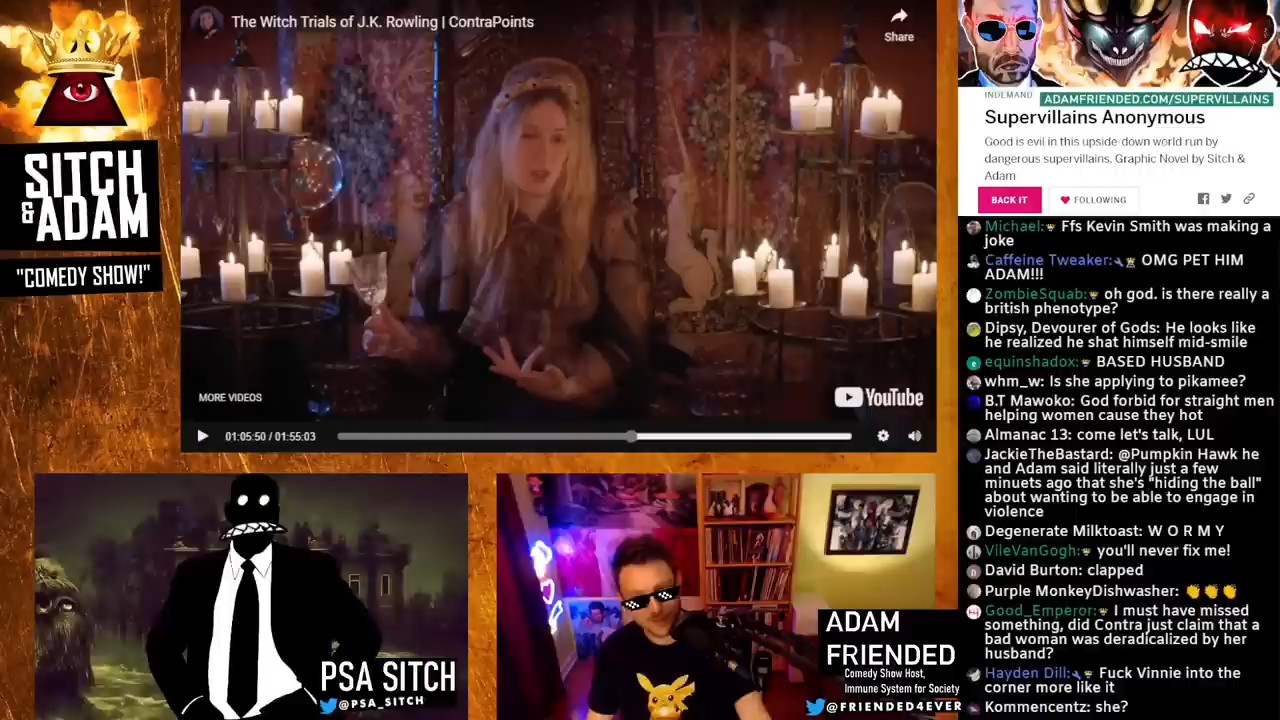 The Witch Trials of J.K. Rowling | ContraPoints
Share
SITCH
& ADAM
"COMEDY SHOW!"
MORE VIDEOS
YouTube
01:05:50 / 01:55:03
PSA SITCH
@PSA_SITCH
ADAM
FRIENDED
Comedy Show Host,
Immune System for Society
@FRIENDED4EVER
INDEMAND
ADAMFRIENDED.COM/SUPERVILLAINS
Supervillains Anonymous
Good is evil in this upside-down world run by
dangerous supervillains. Graphic Novel by Sitch &
Adam
BACK IT
FOLLOWING
Michael: Ffs Kevin Smith was making a
joke
Caffeine Tweaker: OMG PET HIM
ADAM!!!
ZombieSquab: oh god. is there really a
british phenotype?
Dipsy, Devourer of Gods: He looks like
he realized he shat himself mid-smile
equinshadox: BASED HUSBAND
whm_w: Is she applying to pikamee?
B.T Mawoko: God forbid for straight men
helping women cause they hot
Almanac 13: come let's talk, LUL
JackieTheBastard: @Pumpkin Hawk he
and Adam said literally just a few
minuets ago that she's "hiding the ball"
about wanting to be able to engage in
violence
Degenerate Milktoast: W O R M Y
VileVanGogh: you'll never fix me!
David Burton: clapped
Purple MonkeyDishwasher: 👏👏👏
Good_Emperor: I must have missed
something, did Contra just claim that a
bad woman was deradicalized by her
husband?
Hayden Dill: Fuck Vinnie into the
corner more like it
Kommencentz: she?